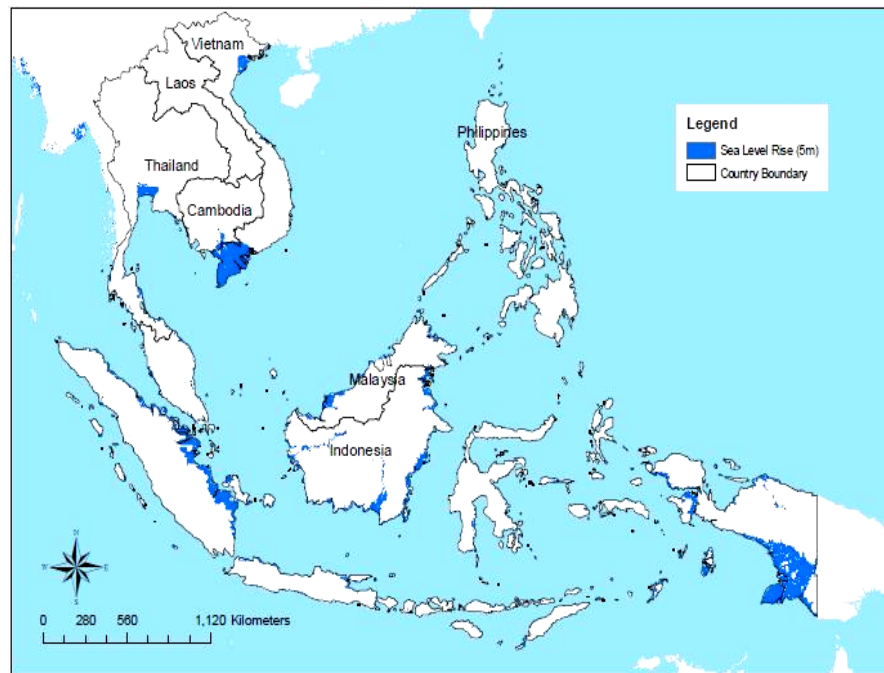 Vietnam
Laos
Philippines
Legend
Sea Level Rise (5m)
Country Boundary
Thailand
Cambodia
Malaysia
Indonesia
N
W E
S
0 280 560 1,120 Kilometers